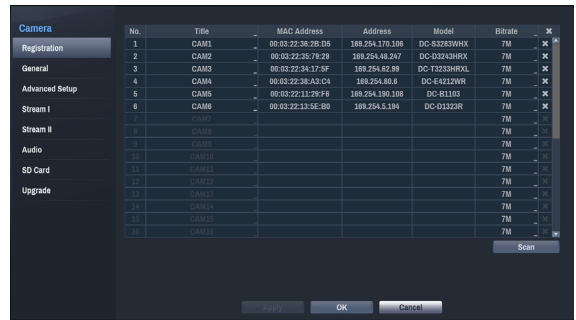 Camera
Registration
General
Advanced Setup
Stream I
Stream II
Audio
SD Card
Upgrade
No. Title MAC Address Address Model Bitrate
1 CAM1 00:03:22:36:2B:D5 169.254.170.106 DC-S3283WHX 7M
2 CAM2 00:03:22:35:79:29 169.254.48.247 DC-D3243HRX 7M
3 CAM3 00:03:22:34:17:5F 169.254.62.99 DC-T3233HRXL 7M
4 CAM4 00:03:22:38:A3:C4 169.254.80.6 DC-E4212WR 7M
5 CAM5 00:03:22:11:29:F6 169.254.190.108 DC-B1103 7M
6 CAM6 00:03:22:13:5E:B0 169.254.5.194 DC-D1323R 7M
7 CAM7 7M
8 CAM8 7M
9 CAM9 7M
10 CAM10 7M
11 CAM11 7M
12 CAM12 7M
13 CAM13 7M
14 CAM14 7M
15 CAM15 7M
16 CAM16 7M
Scan
Apply OK Cancel